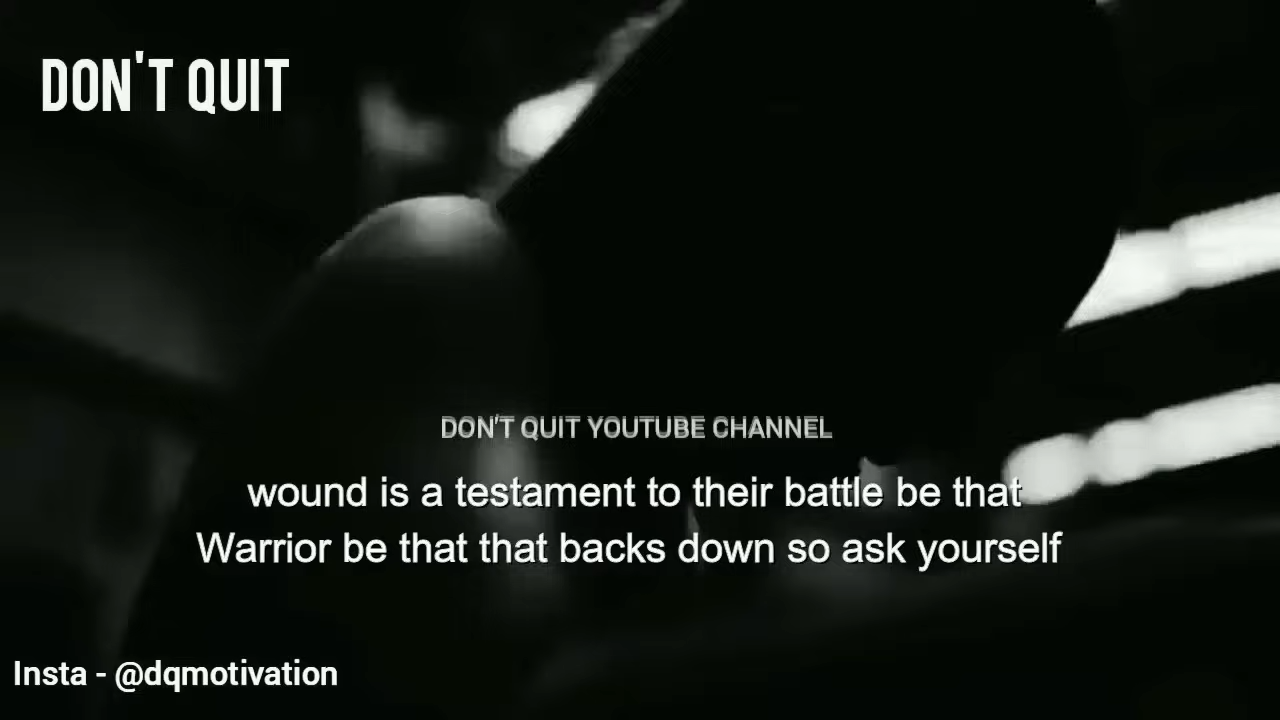 DON'T QUIT
DON'T QUIT YOUTUBE CHANNEL
wound is a testament to their battle be that
Warrior be that that backs down so ask yourself
Insta - @dqmotivation